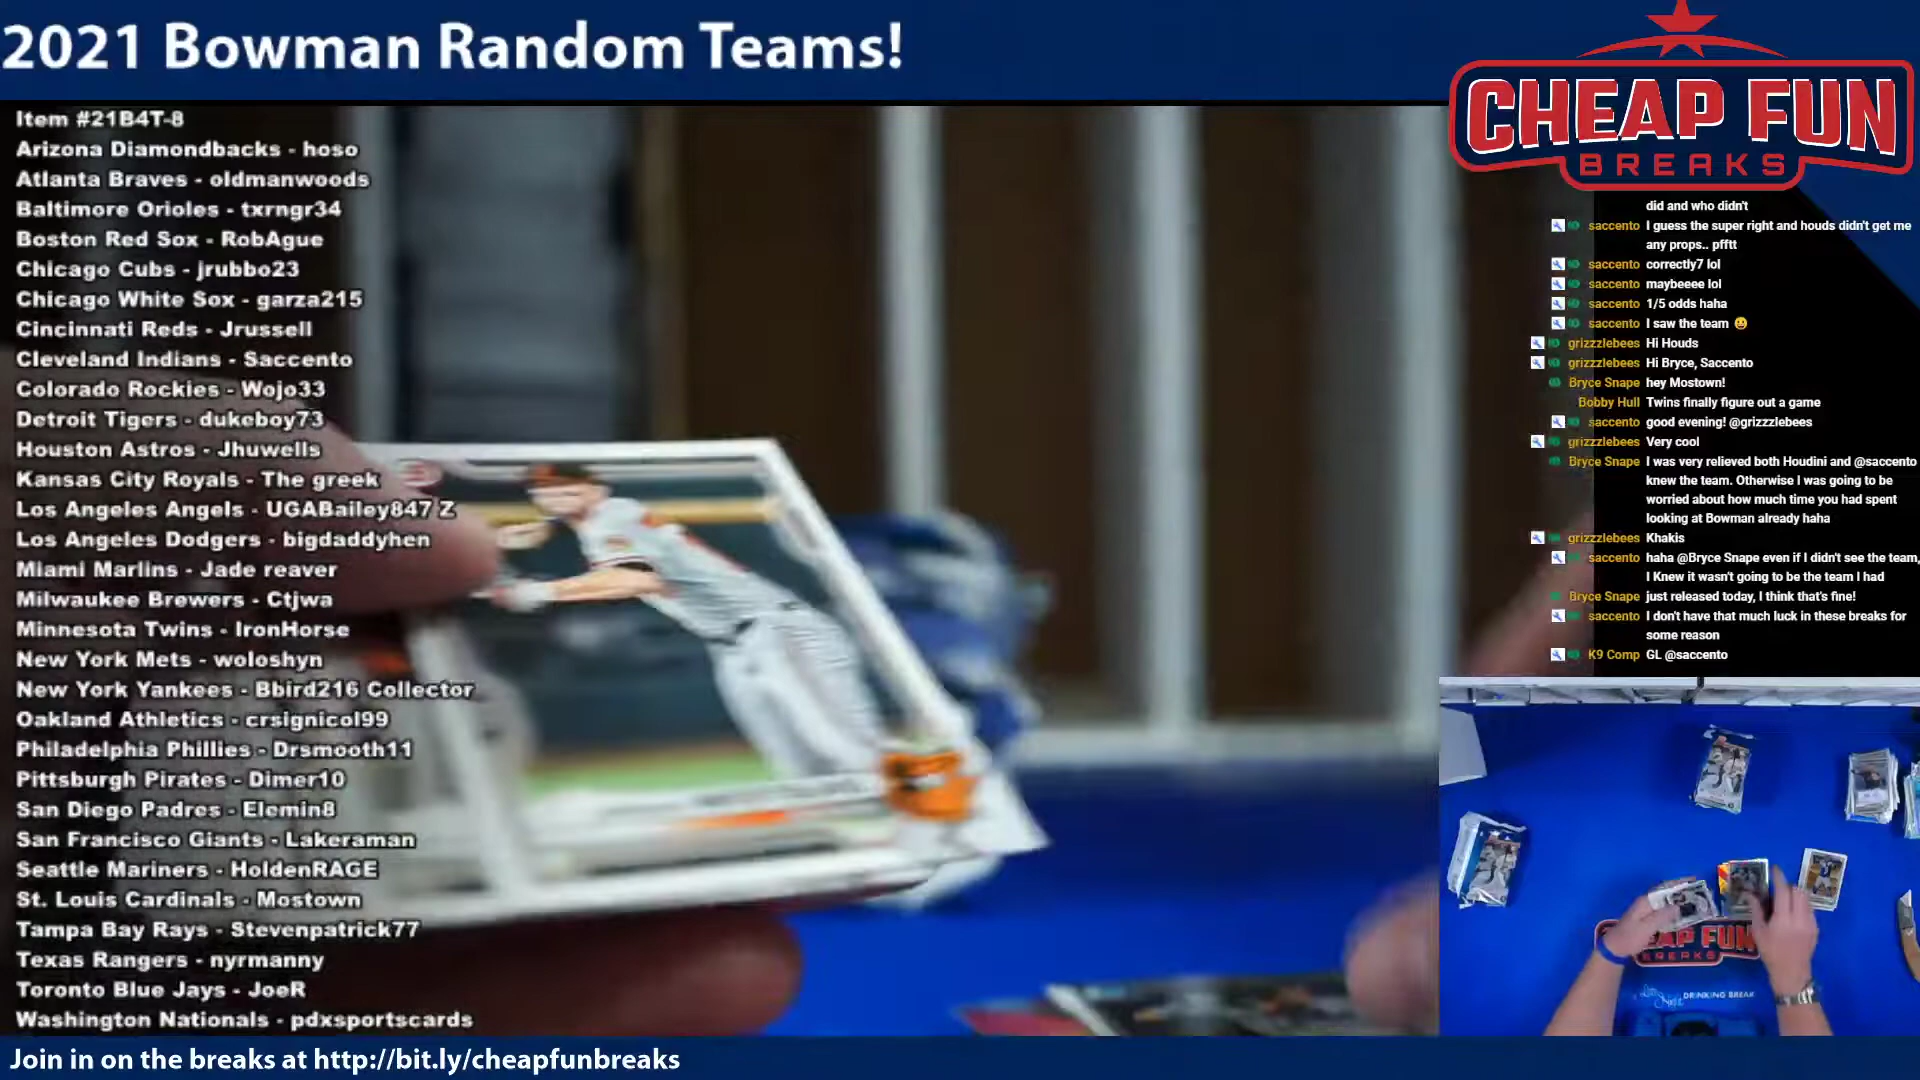 2021 Bowman Random Teams!
CHEAP FUN
BREAKS
Item #21B4T-8
Arizona Diamondbacks - hoso
Atlanta Braves - oldmanwoods
Baltimore Orioles - txrngr34
Boston Red Sox - RobAgue
Chicago Cubs - jrubbo23
Chicago White Sox - garza215
Cincinnati Reds - Jrussell
Cleveland Indians - Saccento
Colorado Rockies - Wojo33
Detroit Tigers - dukeboy73
Houston Astros - Jhuwells
Kansas City Royals - The greek
Los Angeles Angels - UGABailey847 Z
Los Angeles Dodgers - bigdaddyhen
Miami Marlins - Jade reaver
Milwaukee Brewers - Ctjwa
Minnesota Twins - IronHorse
New York Mets - woloshyn
New York Yankees - Bbird216 Collector
Oakland Athletics - crsignicol99
Philadelphia Phillies - Drsmooth11
Pittsburgh Pirates - Dimer10
San Diego Padres - Elemin8
San Francisco Giants - Lakeraman
Seattle Mariners - HoldenRAGE
St. Louis Cardinals - Mostown
Tampa Bay Rays - Stevenpatrick77
Texas Rangers - nyrmanny
Toronto Blue Jays - JoeR
Washington Nationals - pdxsportscards
did and who didn't
saccento I guess the super right and houds didn't get me
any props.. pfftt
saccento correctly7 lol
saccento maybeeee lol
saccento 1/5 odds haha
saccento I saw the team
grizzzlebees Hi Houds
grizzzlebees Hi Bryce, Saccento
Bryce Snape hey Mostown!
Bobby Hull Twins finally figure out a game
saccento good evening! @grizzzlebees
grizzzlebees Very cool
Bryce Snape I was very relieved both Houdini and @saccento
knew the team. Otherwise I was going to be
worried about how much time you had spent
looking at Bowman already haha
grizzzlebees Khakis
saccento haha @Bryce Snape even if I didn't see the team,
I Knew it wasn't going to be the team I had
Bryce Snape just released today, I think that's fine!
saccento I don't have that much luck in these breaks for
some reason
K9 Comp GL @saccento
EAP FUN
BREAKS
DRINKING BREAK
Join in on the breaks at http://bit.ly/cheapfunbreaks